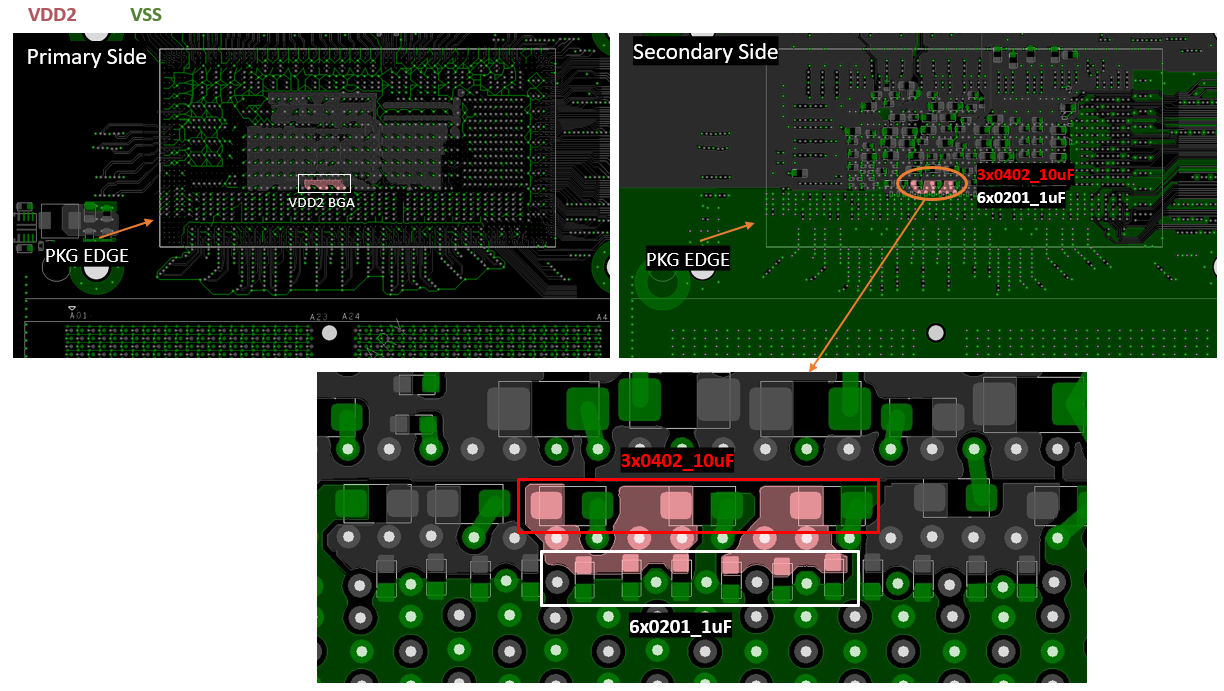 VDD2
VSS
Primary Side
VDD2 BGA
PKG EDGE
A01
A23
A24
A4
Secondary Side
3x0402_10uF
6x0201_1uF
PKG EDGE
3x0402_10uF
6x0201_1uF